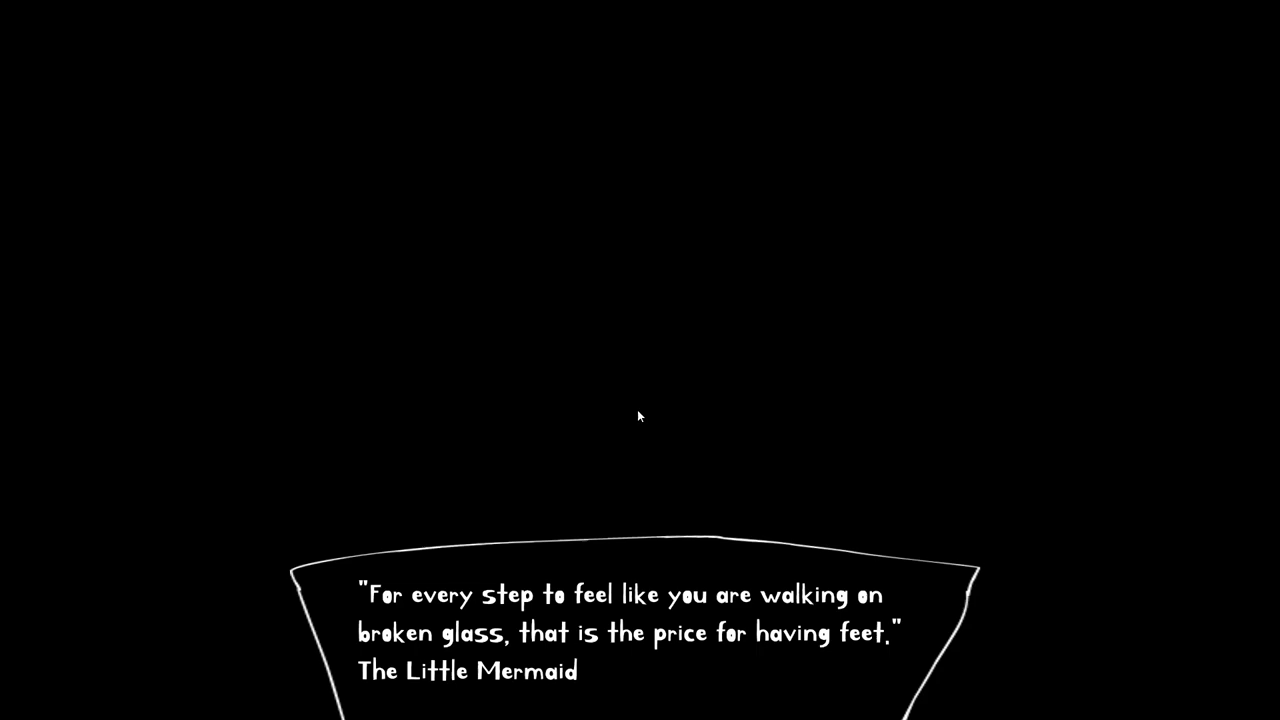 "For every step to feel like you are walking on
broken glass, that is the price for having feet."
The Little Mermaid